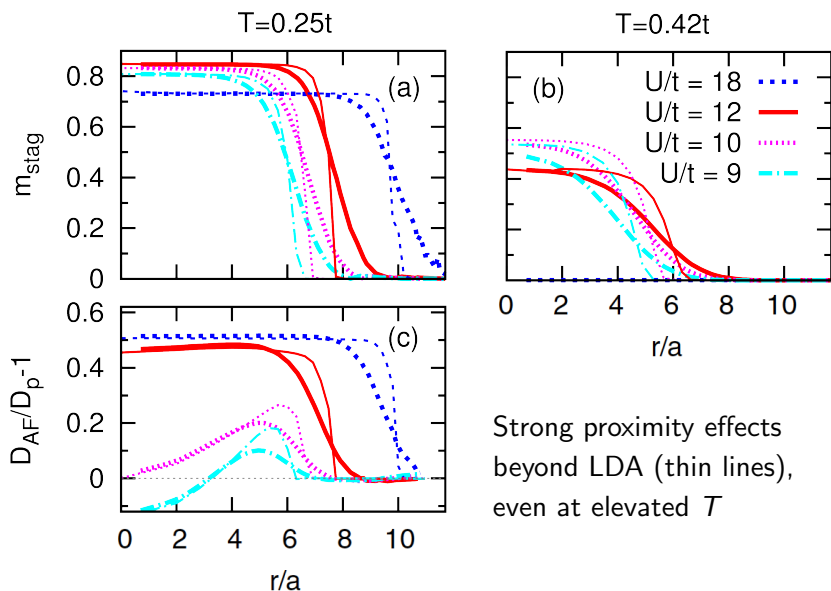 T=0.25t
T=0.42t
0.8
0.6
0.4
0.2
0
m_stag
(a)
(b)
U/t = 18
U/t = 12
U/t = 10
U/t = 9
0 2 4 6 8 10
r/a
0.6
0.4
0.2
0
D_AF/D_p-1
(c)
0 2 4 6 8 10
r/a
Strong proximity effects
beyond LDA (thin lines),
even at elevated T